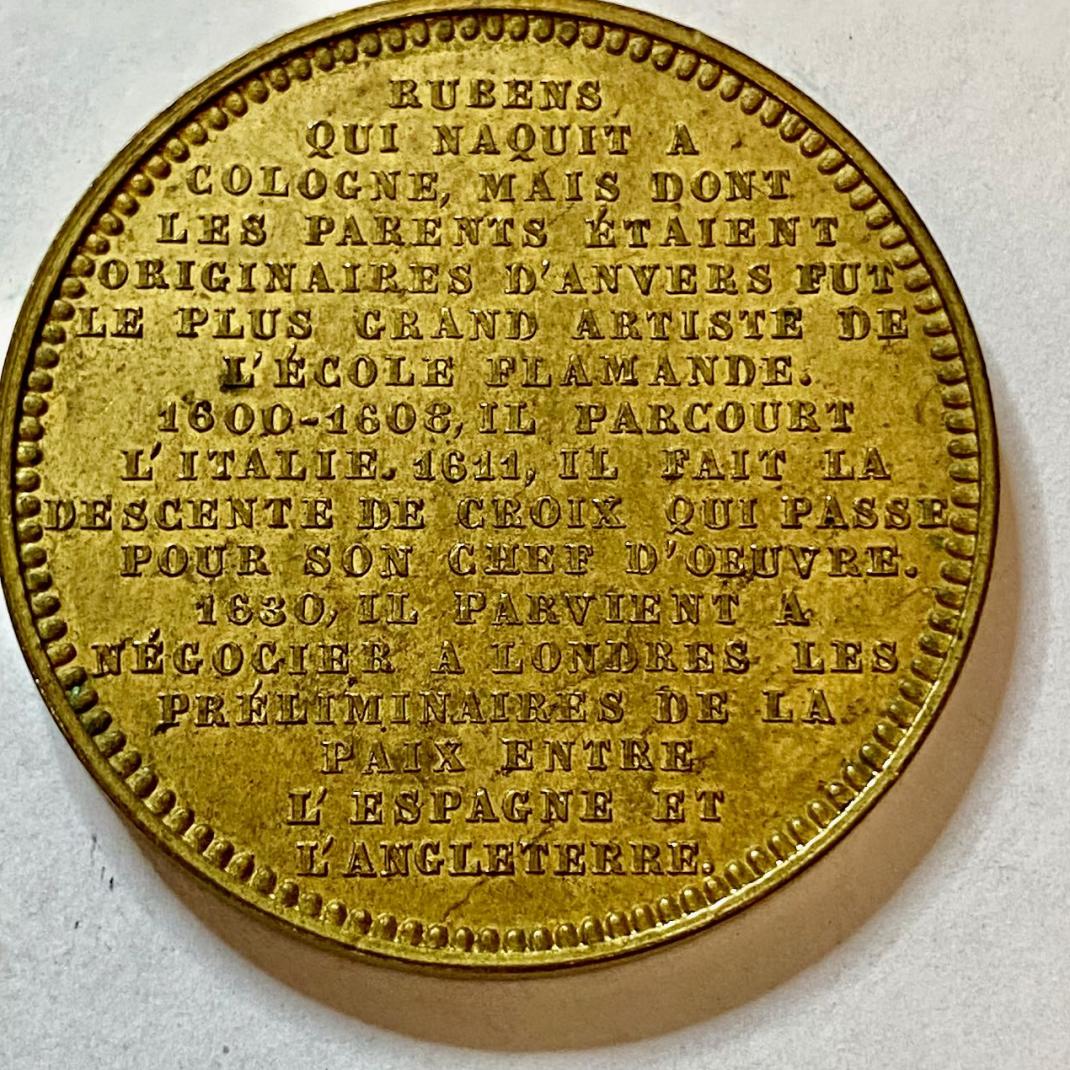 RUBENS
QUI NAQUIT A
COLOGNE, MAIS DONT
LES PARENTS ÉTAIENT
ORIGINAIRES D'ANVERS FUT
LE PLUS GRAND ARTISTE DE
L'ÉCOLE FLAMANDE.
1600-1608, IL PARCOURT
L'ITALIE. 1611, IL FAIT LA
DESCENTE DE CROIX QUI PASSE
POUR SON CHEF D'OEUVRE.
1630, IL PARVIENT A
NÉGOCIER A LONDRES LES
PRÉLIMINAIRES DE LA
PAIX ENTRE
L'ESPAGNE ET
L'ANGLETERRE.